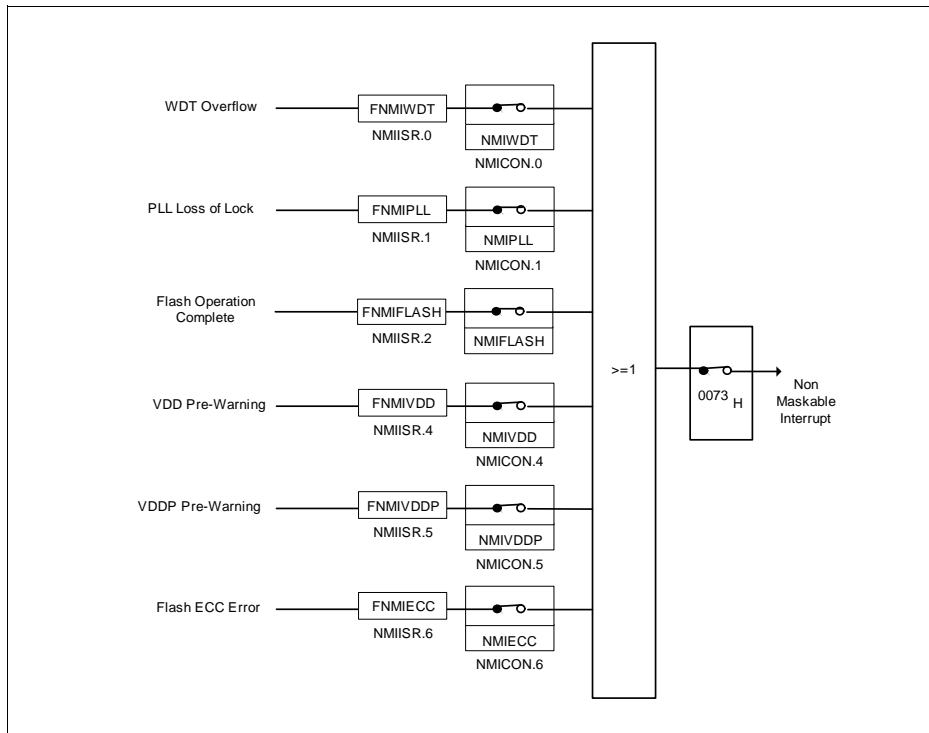 WDT Overflow
FNMIWDT
NMIISR.0
NMIWDT
NMICON.0
PLL Loss of Lock
FNMIPLL
NMIISR.1
NMIPLL
NMICON.1
Flash Operation
Complete
FNMIFLASH
NMIISR.2
NMIFLASH
VDD Pre-Warning
FNMIVDD
NMIISR.4
NMIVDD
NMICON.4
VDDP Pre-Warning
FNMIVDDP
NMIISR.5
NMIVDDP
NMICON.5
Flash ECC Error
FNMIECC
NMIISR.6
NMIECC
NMICON.6
>=1
0073 H
Non
Maskable
Interrupt